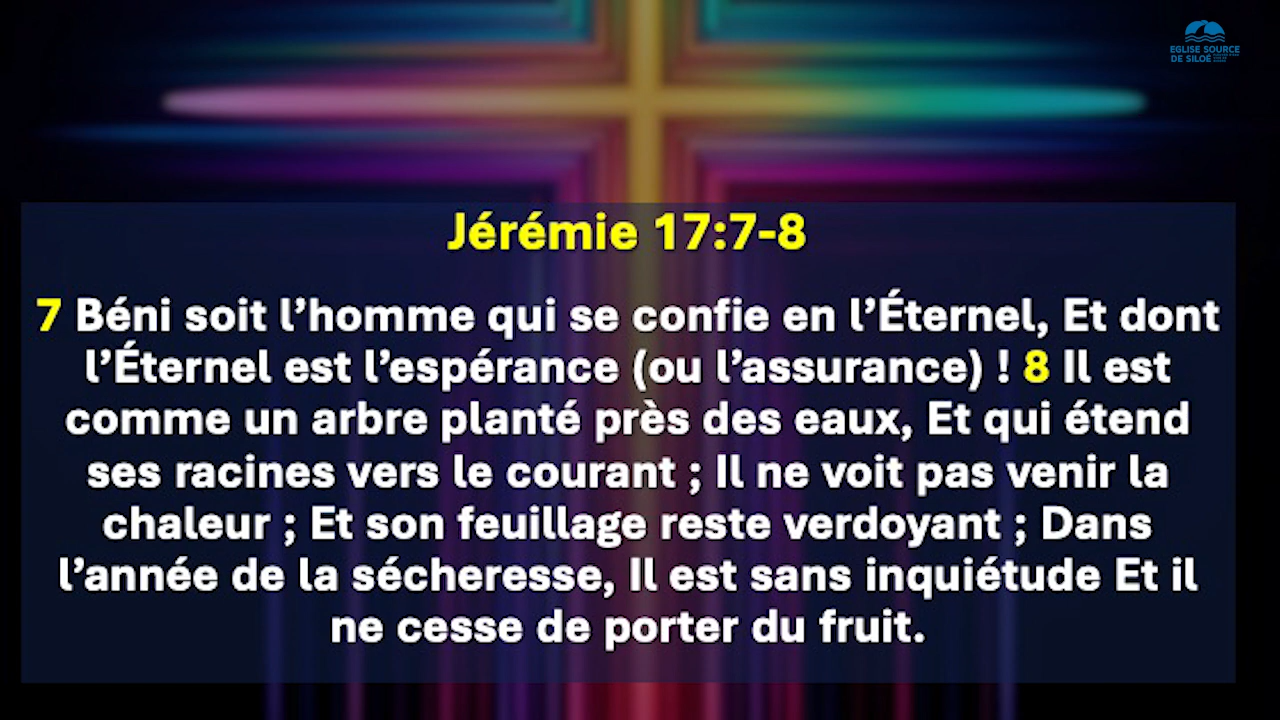 EGLISE SOURCE
DE SILOÉ
Jérémie 17:7-8
7 Béni soit l’homme qui se confie en l’Éternel, Et dont
l’Éternel est l’espérance (ou l’assurance) ! 8 Il est
comme un arbre planté près des eaux, Et qui étend
ses racines vers le courant ; Il ne voit pas venir la
chaleur ; Et son feuillage reste verdoyant ; Dans
l’année de la sécheresse, Il est sans inquiétude Et il
ne cesse de porter du fruit.